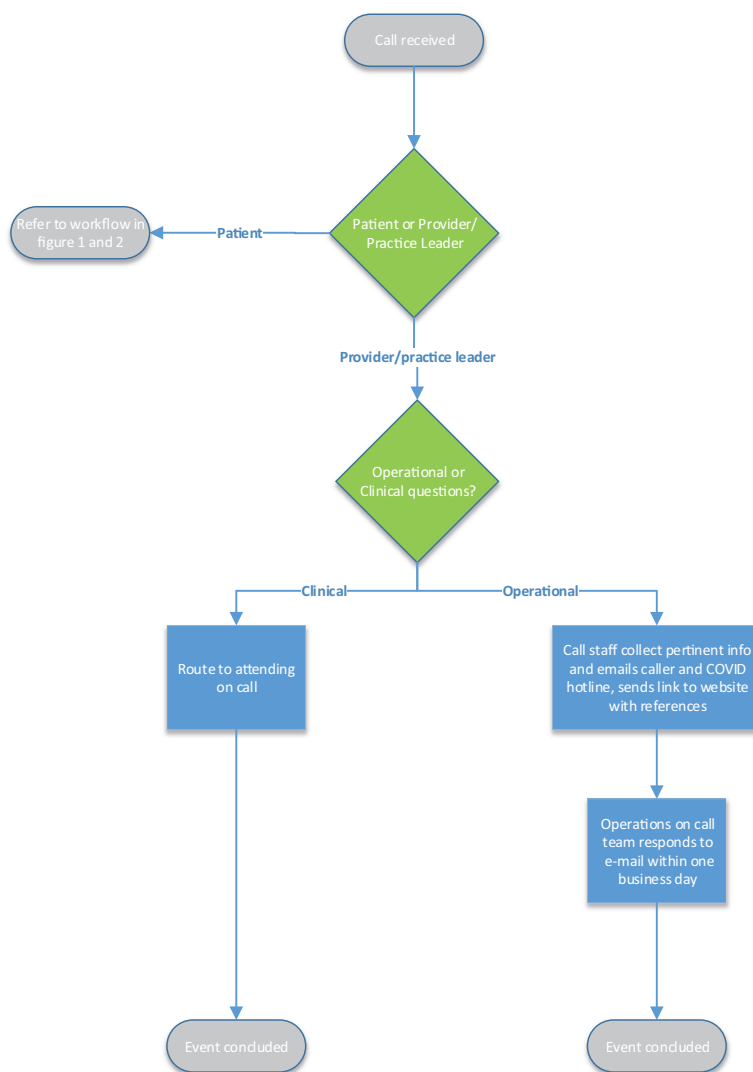 Call received
Patient or Provider/
Practice Leader
Patient
Refer to workflow in
figure 1 and 2
Provider/practice leader
Operational or
Clinical questions?
Clinical
Operational
Route to attending
on call
Call staff collect pertinent info
and emails caller and COVID
hotline, sends link to website
with references
Operations on call
team responds to
e-mail within one
business day
Event concluded
Event concluded